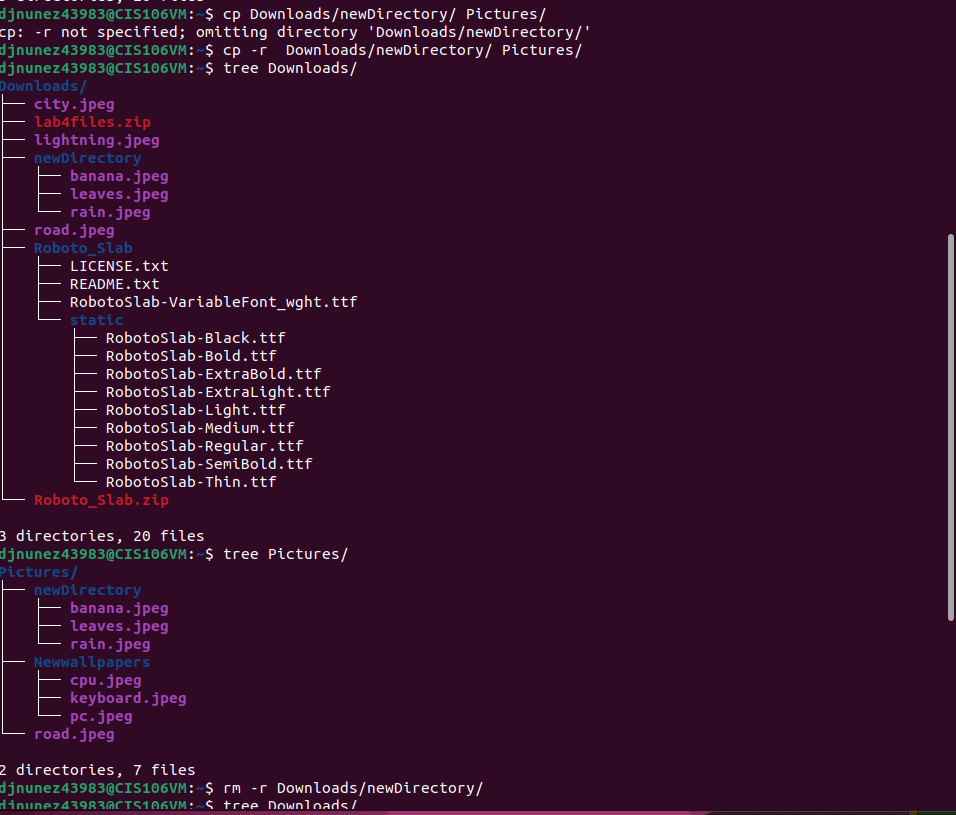 djnunez43983@CIS106VM:~$ cp Downloads/newDirectory/ Pictures/
cp: -r not specified; omitting directory 'Downloads/newDirectory/'
djnunez43983@CIS106VM:~$ cp -r  Downloads/newDirectory/ Pictures/
djnunez43983@CIS106VM:~$ tree Downloads/
Downloads/
├── city.jpeg
├── lab4files.zip
├── lightning.jpeg
├── newDirectory
│   ├── banana.jpeg
│   ├── leaves.jpeg
│   └── rain.jpeg
├── road.jpeg
├── Roboto_Slab
│   ├── LICENSE.txt
│   ├── README.txt
│   ├── RobotoSlab-VariableFont_wght.ttf
│   └── static
│       ├── RobotoSlab-Black.ttf
│       ├── RobotoSlab-Bold.ttf
│       ├── RobotoSlab-ExtraBold.ttf
│       ├── RobotoSlab-ExtraLight.ttf
│       ├── RobotoSlab-Light.ttf
│       ├── RobotoSlab-Medium.ttf
│       ├── RobotoSlab-Regular.ttf
│       ├── RobotoSlab-SemiBold.ttf
│       └── RobotoSlab-Thin.ttf
└── Roboto_Slab.zip
3 directories, 20 files
djnunez43983@CIS106VM:~$ tree Pictures/
Pictures/
├── newDirectory
│   ├── banana.jpeg
│   ├── leaves.jpeg
│   └── rain.jpeg
├── Newwallpapers
│   ├── cpu.jpeg
│   ├── keyboard.jpeg
│   └── pc.jpeg
└── road.jpeg
2 directories, 7 files
djnunez43983@CIS106VM:~$ rm -r Downloads/newDirectory/
djnunez43983@CIS106VM:~$ tree Downloads/